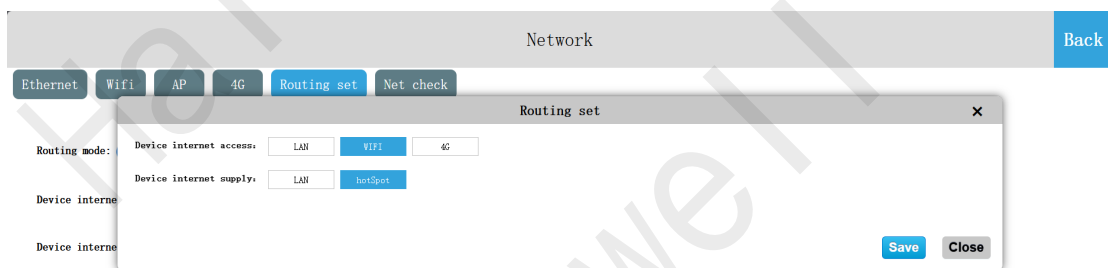 Network
Back
Ethernet Wifi AP 4G Routing set Net check
Routing set ×
Routing mode:
Device internet access: LAN WIFI 4G
Device internet supply: LAN hotSpot
Device interne
Device interne
Save Close